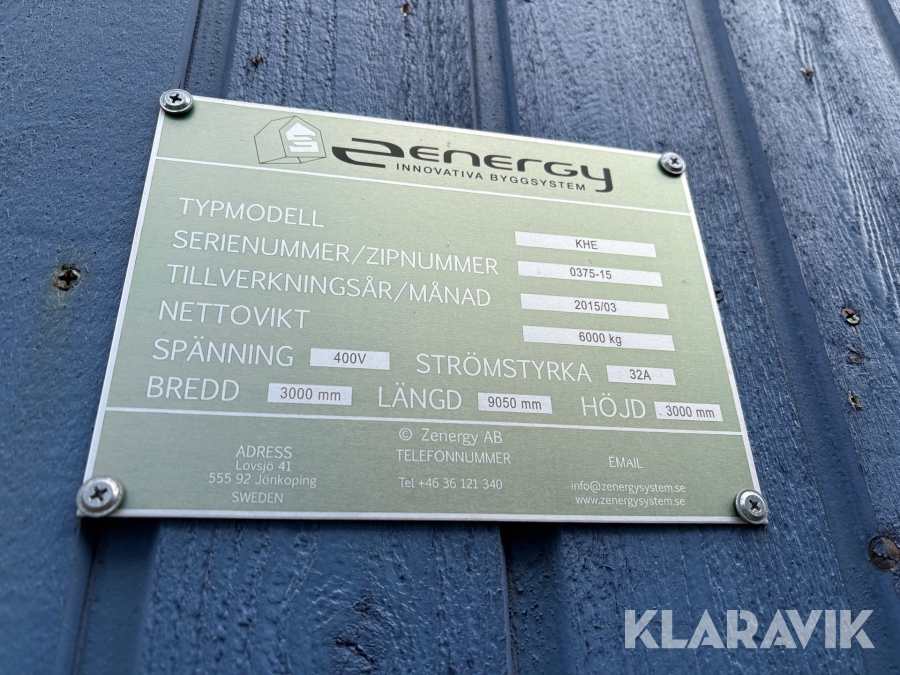 ZENERGY
INNOVATIVA BYGGSYSTEM
TYPMODELL KHE
SERIENUMMER/ZIPNUMMER 0375-15
TILLVERKNINGSÅR/MÅNAD 2015/03
NETTOVIKT 6000 kg
SPÄNNING 400V STRÖMSTYRKA 32A
BREDD 3000 mm LÄNGD 9050 mm HÖJD 3000 mm
© Zenergy AB
ADRESS
Lovsjö 41
555 92 Jönköping
SWEDEN
TELEFONNUMMER
Tel +46 36 121 340
EMAIL
info@zenergysystem.se
www.zenergysystem.se
KLARAVIK